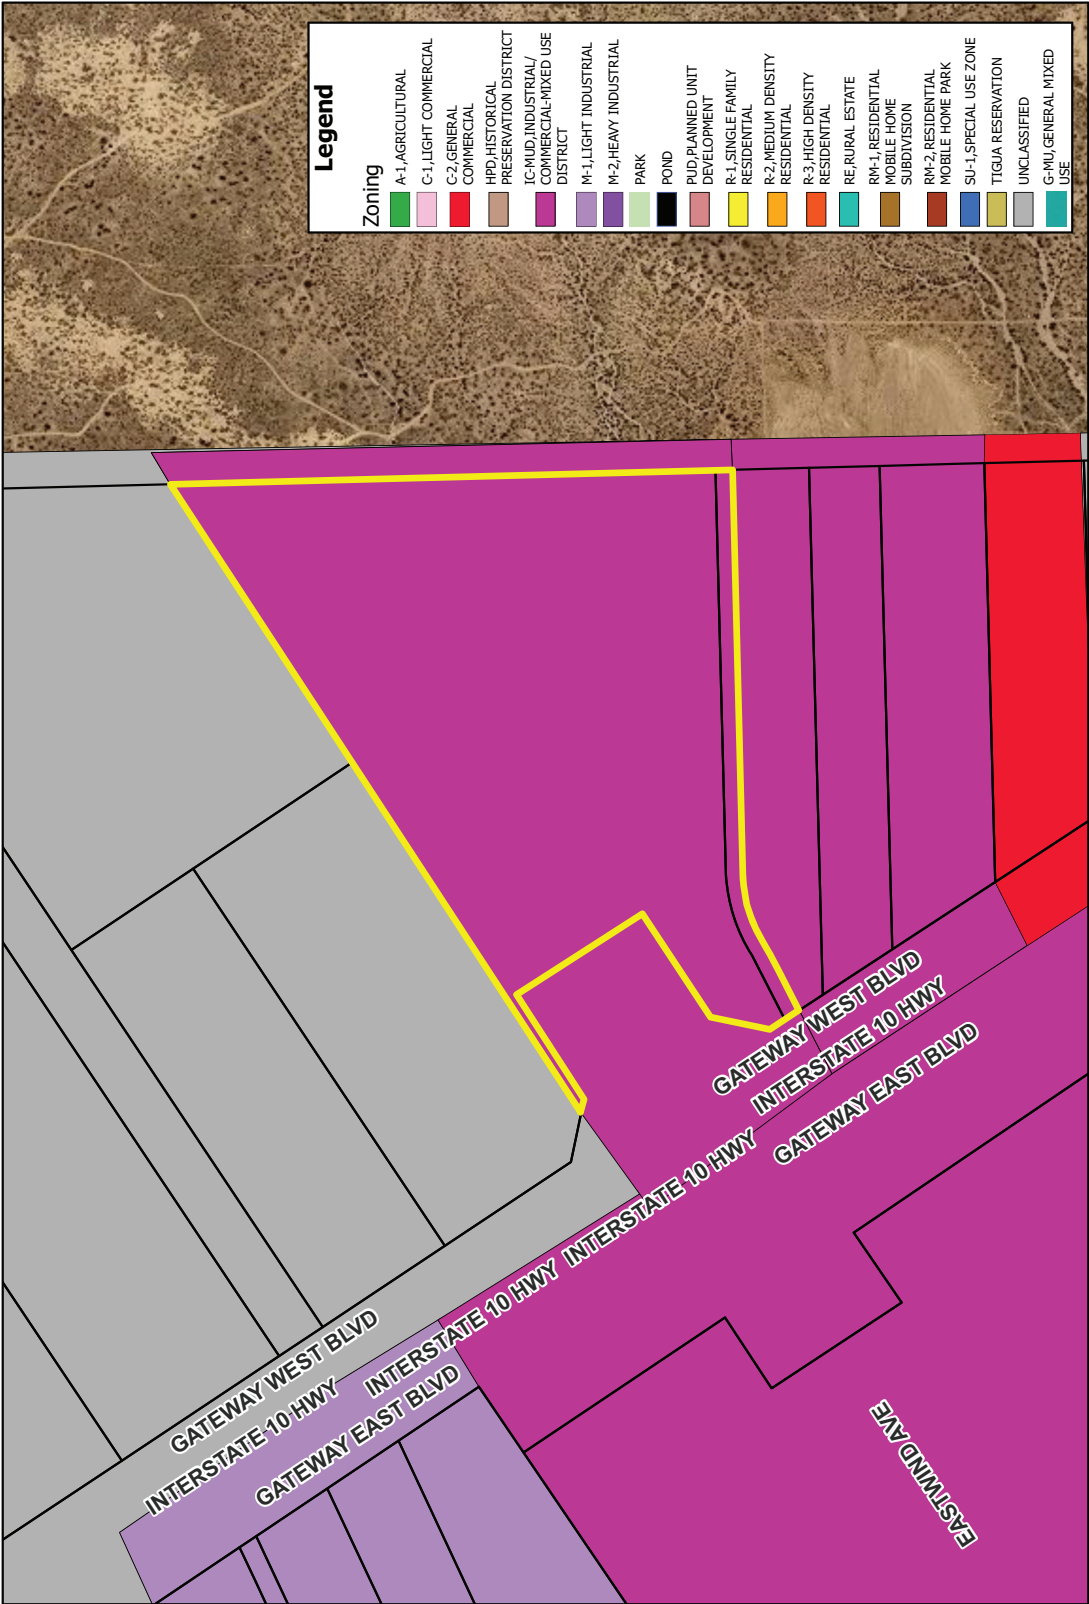 Legend
Zoning
A-1,AGRICULTURAL
C-1,LIGHT COMMERCIAL
C-2,GENERAL
COMMERCIAL
HPD,HISTORICAL
PRESERVATION DISTRICT
IC-MUD,INDUSTRIAL/
COMMERCIAL-MIXED USE
DISTRICT
M-1,LIGHT INDUSTRIAL
M-2,HEAVY INDUSTRIAL
PARK
POND
PUD,PLANNED UNIT
DEVELOPMENT
R-1,SINGLE FAMILY
RESIDENTIAL
R-2,MEDIUM DENSITY
RESIDENTIAL
R-3,HIGH DENSITY
RESIDENTIAL
RE,RURAL ESTATE
RM-1,RESIDENTIAL
MOBILE HOME
SUBDIVISION
RM-2,RESIDENTIAL
MOBILE HOME PARK
SU-1,SPECIAL USE ZONE
TIGUA RESERVATION
UNCLASSIFIED
G-MU,GENERAL MIXED
USE
GATEWAY WEST BLVD
INTERSTATE 10 HWY
GATEWAY EAST BLVD
INTERSTATE 10 HWY
INTERSTATE 10 HWY
GATEWAY WEST BLVD
INTERSTATE 10 HWY
GATEWAY EAST BLVD
EASTWIND AVE